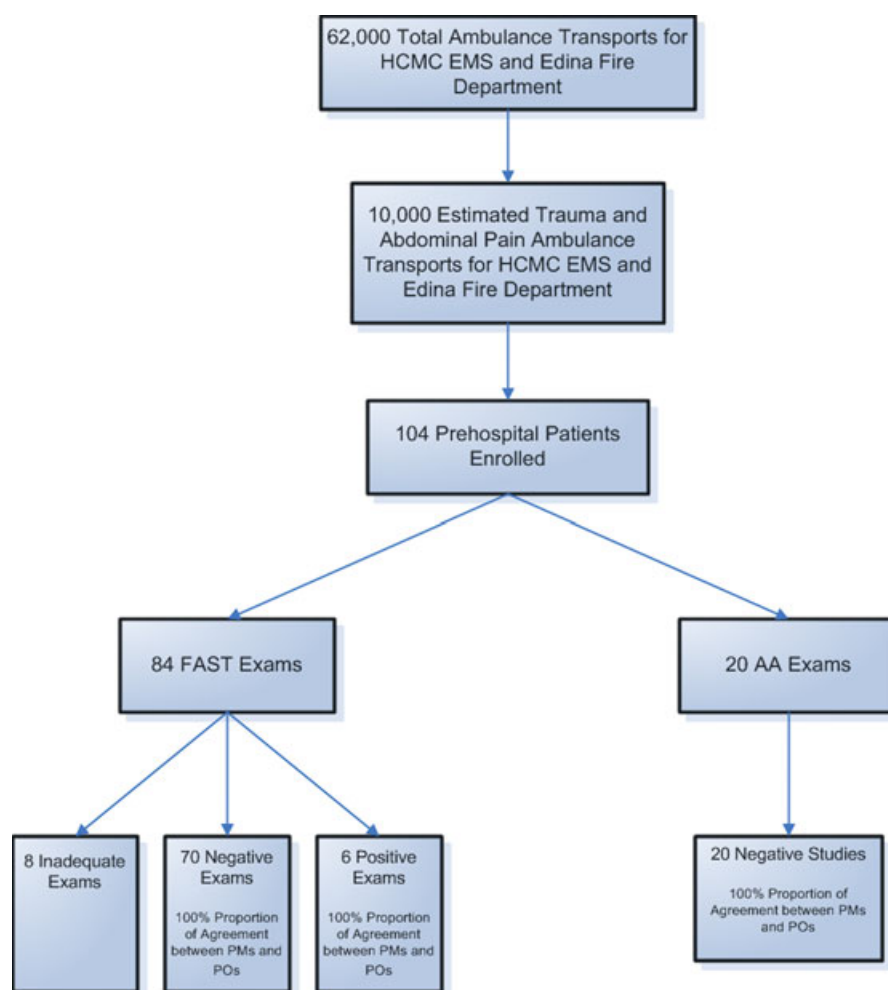 62,000 Total Ambulance Transports for
HCMC EMS and Edina Fire
Department
10,000 Estimated Trauma and
Abdominal Pain Ambulance
Transports for HCMC EMS and
Edina Fire Department
104 Prehospital Patients
Enrolled
84 FAST Exams
20 AA Exams
8 Inadequate
Exams
70 Negative
Exams
100% Proportion
of Agreement
between PMs and
POs
6 Positive Exams
100% Proportion
of Agreement
between PMs and
POs
20 Negative Studies
100% Proportion of
Agreement between PMs
and POs